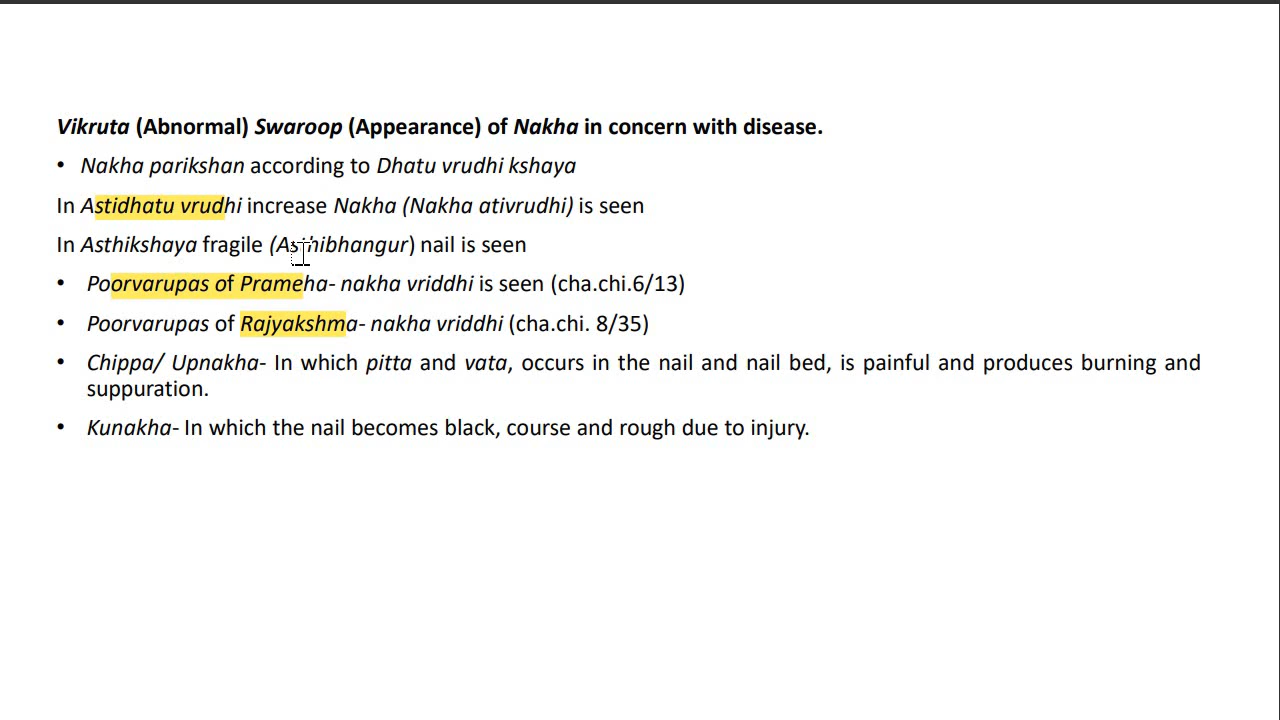 Vikruta (Abnormal) Swaroop (Appearance) of Nakha in concern with disease.
• Nakha parikshan according to Dhatu vrudhi kshaya
In Astidhatu vrudhi increase Nakha (Nakha ativrudhi) is seen
In Asthikshaya fragile (Asthibhangur) nail is seen
• Poorvarupas of Prameha- nakha vriddhi is seen (cha.chi.6/13)
• Poorvarupas of Rajyakshma- nakha vriddhi (cha.chi. 8/35)
• Chippa/ Upnakha- In which pitta and vata, occurs in the nail and nail bed, is painful and produces burning and
suppuration.
• Kunakha- In which the nail becomes black, course and rough due to injury.